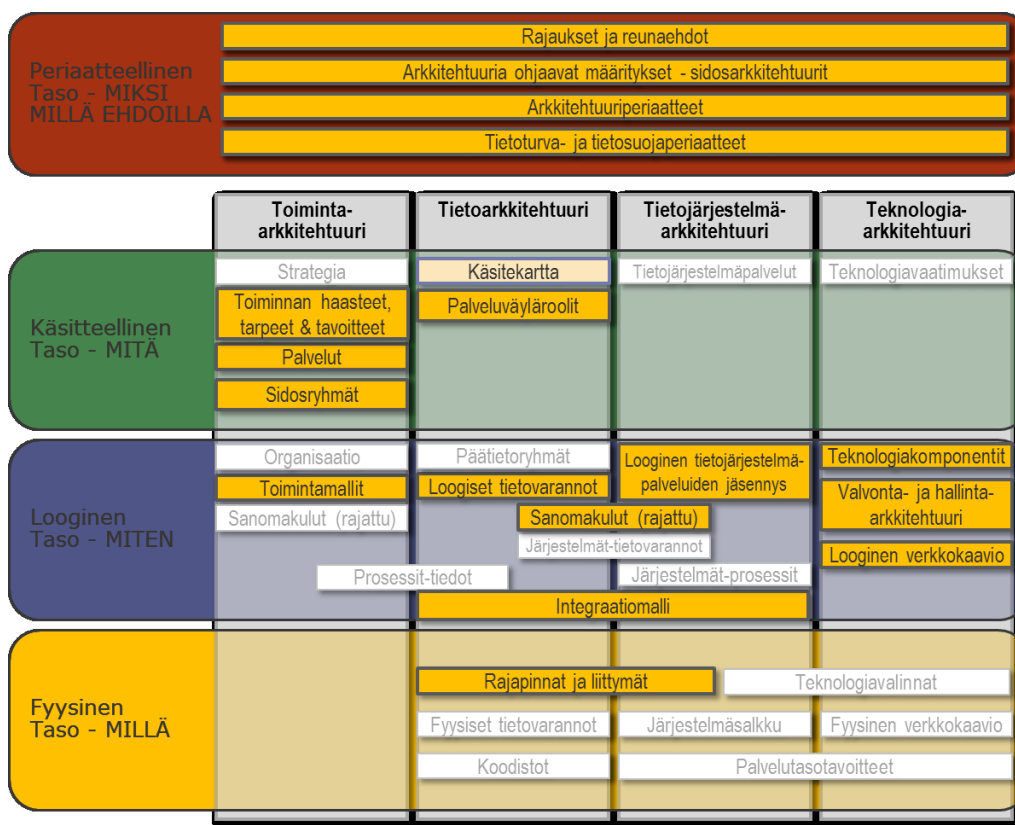 Periaatteellinen
Taso - MIKSI
MILLÄ EHDOILLA
Rajaukset ja reunaehdot
Arkkitehtuuria ohjaavat määritykset - sidosarkkitehtuurit
Arkkitehtuuriperiaatteet
Tietoturva- ja tietosuojaperiaatteet
Toiminta-
arkkitehtuuri
Tietoarkkitehtuuri
Tietojärjestelmä-
arkkitehtuuri
Teknologia-
arkkitehtuuri
Käsitteellinen
Taso - MITÄ
Strategia
Käsitekartta
Tietojärjestelmäpalvelut
Teknologiavaatimukset
Toiminnan haasteet,
tarpeet & tavoitteet
Palveluväyläroolit
Palvelut
Sidosryhmät
Looginen
Taso - MITEN
Organisaatio
Päätietoryhmät
Looginen tietojärjestelmä-
palveluiden jäsennys
Teknologiakomponentit
Toimintamallit
Loogiset tietovarannot
Valvonta- ja hallinta-
arkkitehtuuri
Sanomakulut (rajattu)
Sanomakulut (rajattu)
Järjestelmät-tietovarannot
Looginen verkkokaavio
Prosessit-tiedot
Järjestelmät-prosessit
Integraatiomalli
Fyysinen
Taso - MILLÄ
Rajapinnat ja liittymät
Teknologiavalinnat
Fyysiset tietovarannot
Järjestelmäsalkku
Fyysinen verkkokaavio
Koodistot
Palvelutasotavoitteet